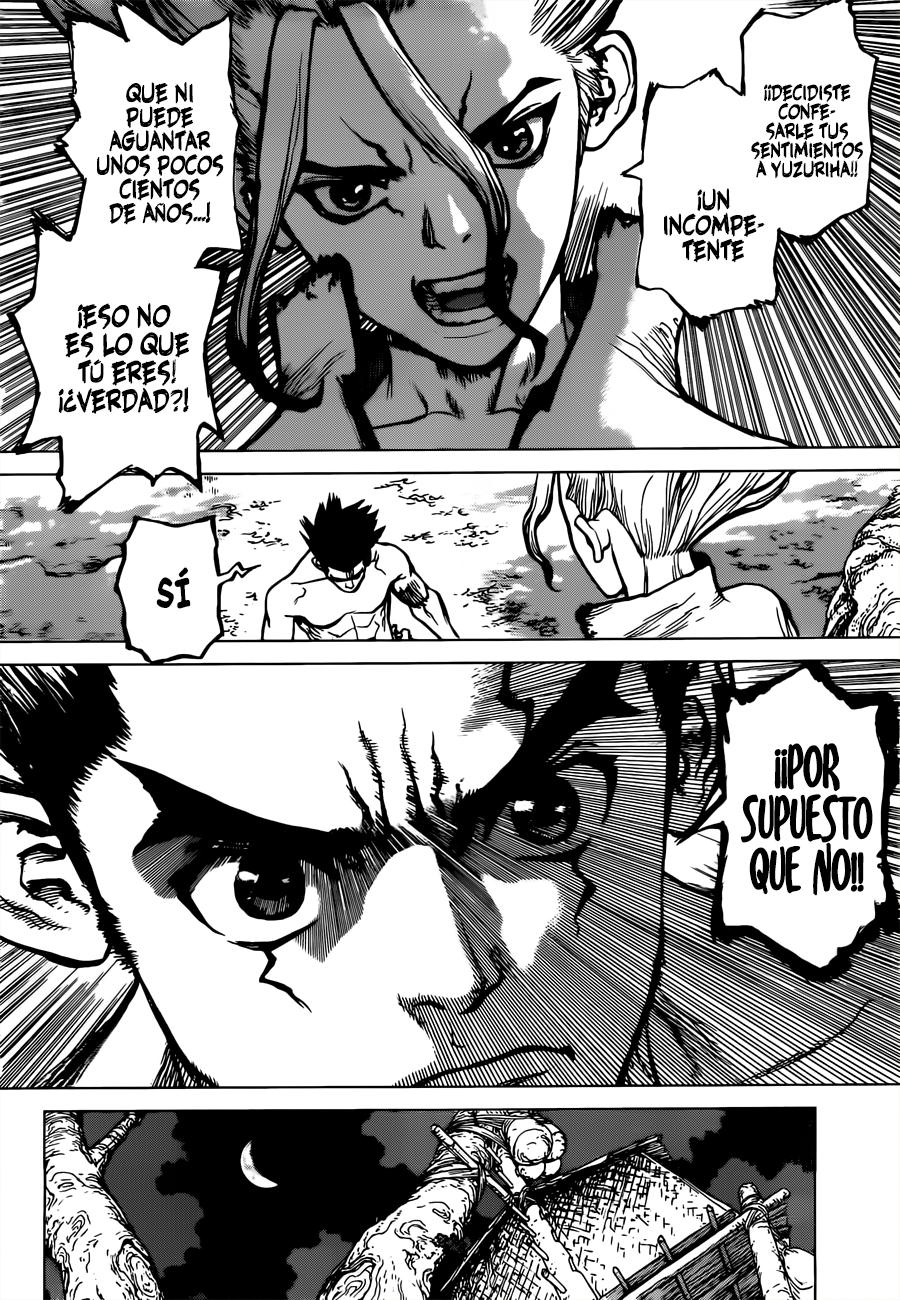 ¡¡DECIDISTE
CONFE-
SARLE TUS
SENTIMIENTOS
A YUZURIHA!!
¡UN
INCOMPE-
TENTE
QUE NI
PUEDE
AGUANTAR
UNOS POCOS
CIENTOS
DE AÑOS...!
¡ESO NO
ES LO QUE
TÚ ERES!
¡¿VERDAD?!
SÍ
¡¡POR
SUPUESTO
QUE NO!!